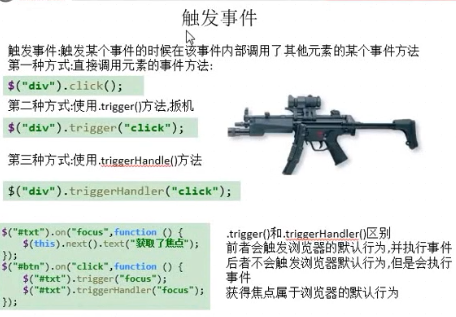 触发事件
触发事件:触发某个事件的时候在该事件内部调用了其他元素的某个事件方法
第一种方式:直接调用元素的事件方法:
$("div").click();
第二种方式:使用.trigger()方法,扳机
$("div").trigger("click");
第三种方式:使用.triggerHandle()方法
$("div").triggerHandler("click");
$("#txt").on("focus",function () {
$(this).next().text("获取了焦点");
});
$("#btn").on("click",function () {
$("#txt").trigger("focus");
$("#txt").triggerHandler("focus");
});
.trigger()和.triggerHandler()区别
前者会触发浏览器的默认行为,并执行事件
后者不会触发浏览器默认行为,但是会执行
事件
获得焦点属于浏览器的默认行为